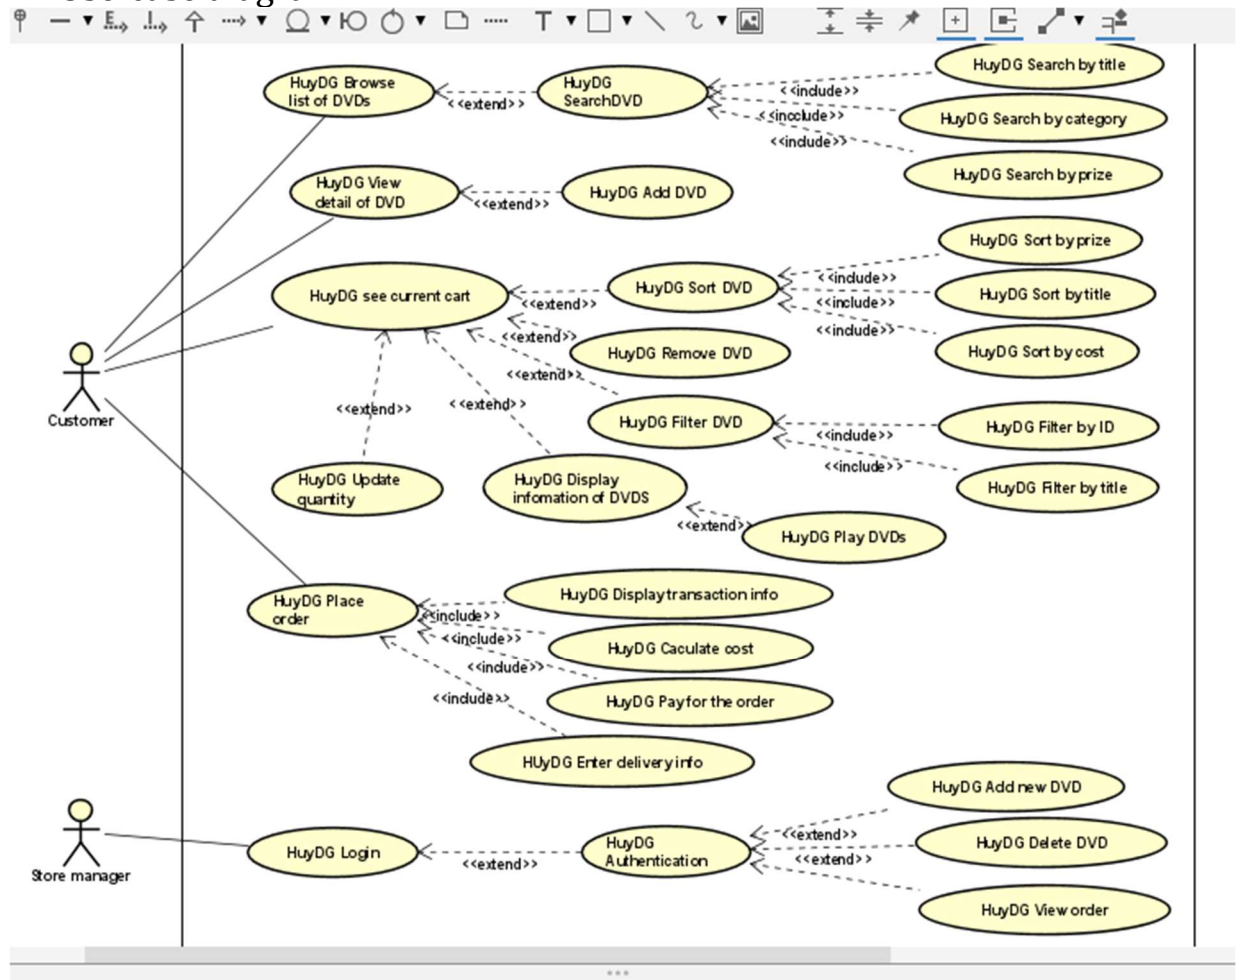 HuyDG Browse
list of DVDs
<<extend>>
HuyDG
SearchDVD
<<include>>
<<incclude>>
<<include>>
HuyDG Search by title
HuyDG Search by category
HuyDG Search by prize
HuyDG View
detail of DVD
<<extend>>
HuyDG Add DVD
HuyDG see current cart
<<extend>>
HuyDG Sort DVD
<<include>>
<<include>>
<<include>>
HuyDG Sort by prize
HuyDG Sort by title
HuyDG Sort by cost
<<extend>>
HuyDG Remove DVD
<<extend>>
HuyDG Filter DVD
<<include>>
<<include>>
HuyDG Filter by ID
HuyDG Filter by title
<<extend>>
<<extend>>
Customer
HuyDG Update
quantity
HuyDG Display
infomation of DVDS
<<extend>>
HuyDG Play DVDs
HuyDG Place
order
<<include>>
<<include>>
<<include>>
<<include>>
HuyDG Display transaction info
HuyDG Caculate cost
HuyDG Pay for the order
HUyDG Enter delivery info
Store manager
HuyDG Login
<<extend>>
HuyDG
Authentication
<<extend>>
<<extend>>
HuyDG Add new DVD
HuyDG Delete DVD
HuyDG View order